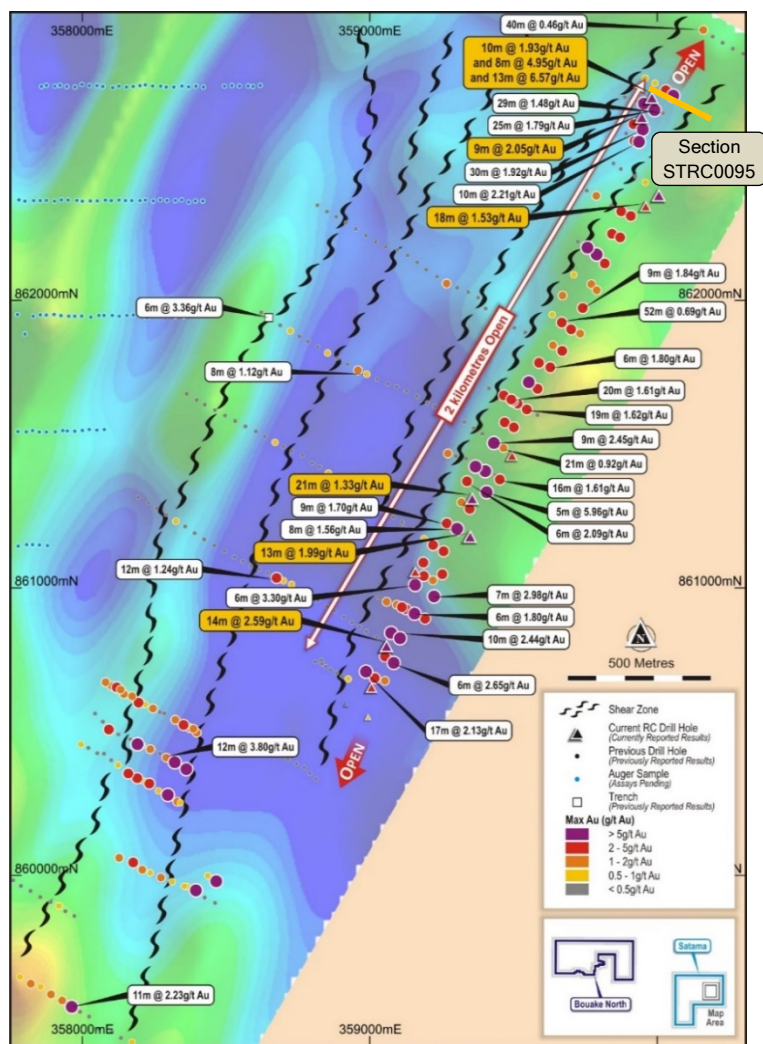 358000mE
359000mE
40m @ 0.46g/t Au
10m @ 1.93g/t Au
and 8m @ 4.95g/t Au
and 13m @ 6.57g/t Au
OPEN
29m @ 1.48g/t Au
25m @ 1.79g/t Au
9m @ 2.05g/t Au
30m @ 1.92g/t Au
10m @ 2.21g/t Au
18m @ 1.53g/t Au
Section
STRC0095
9m @ 1.84g/t Au
862000mN
862000mN
6m @ 3.36g/t Au
52m @ 0.69g/t Au
2 kilometres Open
6m @ 1.80g/t Au
8m @ 1.12g/t Au
20m @ 1.61g/t Au
19m @ 1.62g/t Au
9m @ 2.45g/t Au
21m @ 0.92g/t Au
21m @ 1.33g/t Au
16m @ 1.61g/t Au
9m @ 1.70g/t Au
5m @ 5.96g/t Au
8m @ 1.56g/t Au
6m @ 2.09g/t Au
13m @ 1.99g/t Au
12m @ 1.24g/t Au
861000mN
861000mN
6m @ 3.30g/t Au
7m @ 2.98g/t Au
14m @ 2.59g/t Au
6m @ 1.80g/t Au
10m @ 2.44g/t Au
N
500 Metres
6m @ 2.65g/t Au
17m @ 2.13g/t Au
12m @ 3.80g/t Au
OPEN
Shear Zone
Current RC Drill Hole
(Currently Reported Results)
Previous Drill Hole
(Previously Reported Results)
Auger Sample
(Assays Pending)
Trench
(Previously Reported Results)
Max Au (g/t Au)
> 5g/t Au
2 - 5g/t Au
1 - 2g/t Au
0.5 - 1g/t Au
< 0.5g/t Au
860000mN
860000mN
11m @ 2.23g/t Au
Satama
Bouake North
Map
Area
358000mE
359000mE